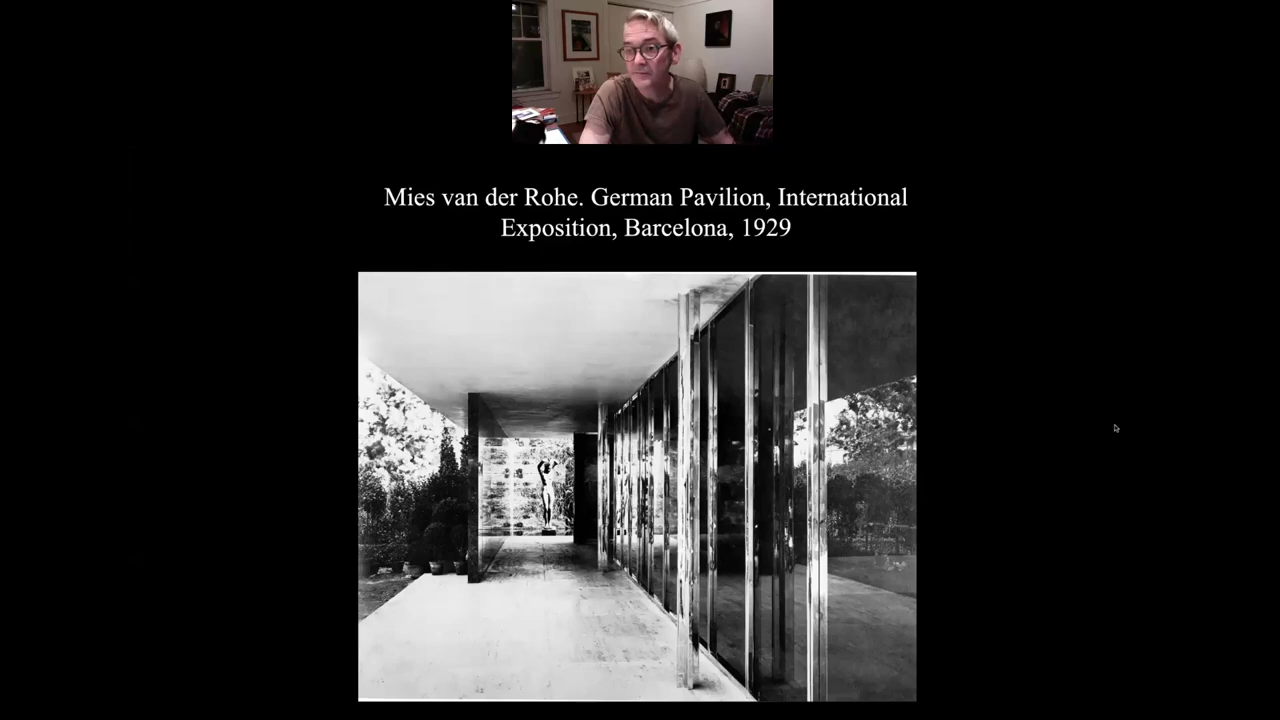 Mies van der Rohe. German Pavilion, International
Exposition, Barcelona, 1929